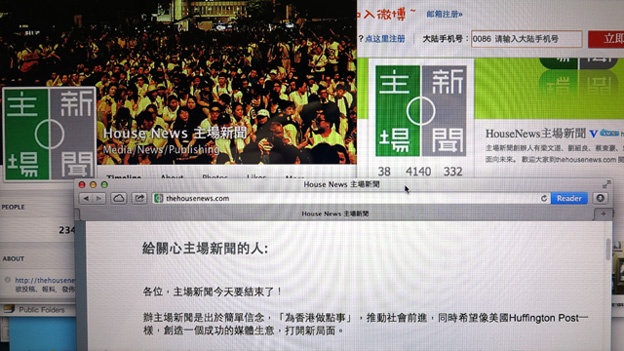 加入微博~
邮箱注册»
? 点这里注册
大陆手机号: 0086 请输入大陆手机号
立即
主 新
場 聞
House News 主場新聞
Media/News/Publishing
Timeline About Photos Likes More
主 新
場 聞
38 4140 332
HouseNews主場新聞 V
主場新聞創辦人有梁文道、劉細良、蔡東豪、
面向未來。 歡迎大家到thehousenews.com
PEOPLE
234
ABOUT
http://thehousene
Public Folders
House News 主場新聞
thehousenews.com
Reader
House News 主場新聞
給關心主場新聞的人:
各位,主場新聞今天要結束了!
辦主場新聞是出於簡單信念,「為香港做點事」,推動社會前進,同時希望像美國Huffington Post一
樣,創造一個成功的媒體生意,打開新局面。